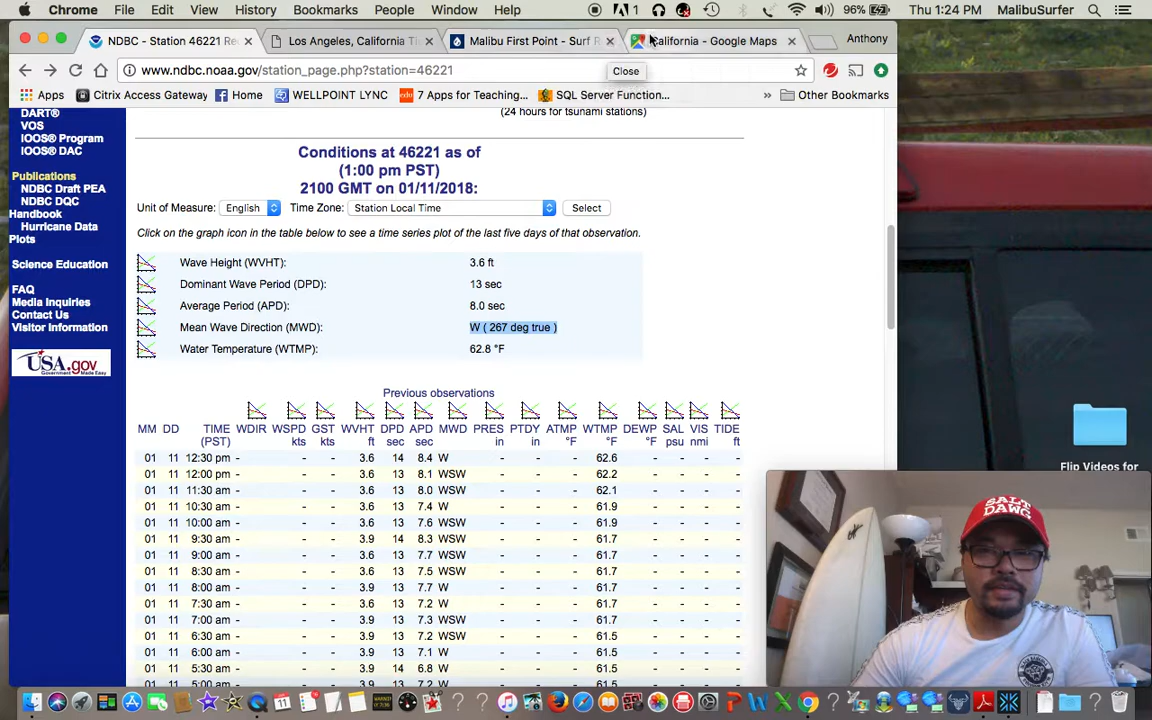 Chrome File Edit View History Bookmarks People Window Help 1 96% Thu 1:24 PM MalibuSurfer
NDBC - Station 46221 Re Los Angeles, California Ti Malibu First Point - Surf R California - Google Maps Anthony
www.ndbc.noaa.gov/station_page.php?station=46221
Close
Apps Citrix Access Gateway Home WELLPOINT LYNC 7 Apps for Teaching... SQL Server Function... » Other Bookmarks
DART®
VOS
IOOS® Program
IOOS® DAC
Publications
NDBC Draft PEA
NDBC DQC
Handbook
Hurricane Data
Plots
Science Education
FAQ
Media Inquiries
Contact Us
Visitor Information
USA.gov
(24 hours for tsunami stations)
Conditions at 46221 as of
(1:00 pm PST)
2100 GMT on 01/11/2018:
Unit of Measure: English Time Zone: Station Local Time Select
Click on the graph icon in the table below to see a time series plot of the last five days of that observation.
Wave Height (WVHT): 3.6 ft
Dominant Wave Period (DPD): 13 sec
Average Period (APD): 8.0 sec
Mean Wave Direction (MWD): W ( 267 deg true )
Water Temperature (WTMP): 62.8 °F
Previous observations
MM DD TIME (PST) WDIR WSPD kts GST kts WVHT ft DPD sec APD sec MWD PRES in PTDY in ATMP °F WTMP °F DEWP °F SAL psu VIS nmi TIDE ft
01 11 12:30 pm - - - 3.6 14 8.4 W - - - 62.6 - - - -
01 11 12:00 pm - - - 3.6 13 8.1 WSW - - - 62.2 - - - -
01 11 11:30 am - - - 3.6 13 8.0 WSW - - - 62.1 - - - -
01 11 10:30 am - - - 3.6 13 7.4 W - - - 61.9 - - - -
01 11 10:00 am - - - 3.6 13 7.6 WSW - - - 61.9 - - - -
01 11 9:30 am - - - 3.9 14 8.3 WSW - - - 61.7 - - - -
01 11 9:00 am - - - 3.6 13 7.7 WSW - - - 61.7 - - - -
01 11 8:30 am - - - 3.6 13 7.5 WSW - - - 61.7 - - - -
01 11 8:00 am - - - 3.9 13 7.7 W - - - 61.7
01 11 7:30 am - - - 3.6 13 7.2 W - - - 61.7
01 11 7:00 am - - - 3.9 13 7.3 WSW - - - 61.5
01 11 6:30 am - - - 3.9 13 7.2 WSW - - - 61.5
01 11 6:00 am - - - 3.9 13 7.1 W - - - 61.5
01 11 5:30 am - - - 3.9 14 6.8 W - - - 61.5
01 11 5:00 am
Flip Videos for
SALT
DAWG